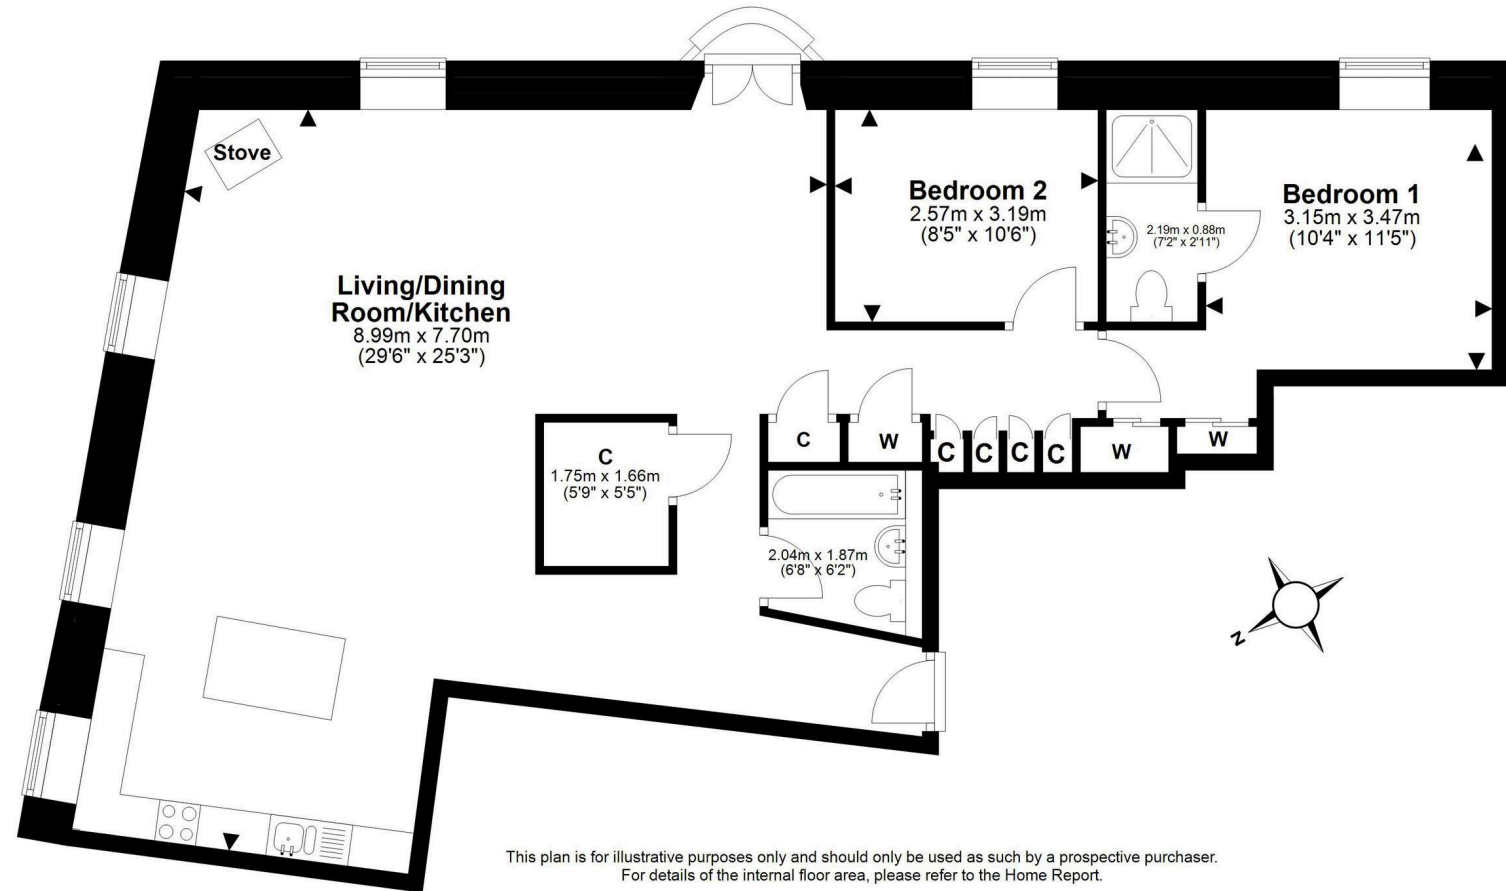 Stove
Living/Dining
Room/Kitchen
8.99m x 7.70m
(29'6" x 25'3")
Bedroom 2
2.57m x 3.19m
(8'5" x 10'6")
2.19m x 0.88m
(7'2" x 2'11")
Bedroom 1
3.15m x 3.47m
(10'4" x 11'5")
C
1.75m x 1.66m
(5'9" x 5'5")
C
W
C
C
C
C
W
W
2.04m x 1.87m
(6'8" x 6'2")
N
This plan is for illustrative purposes only and should only be used as such by a prospective purchaser.
For details of the internal floor area, please refer to the Home Report.